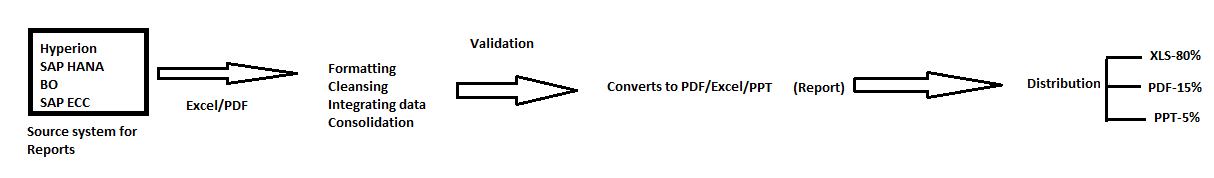 Hyperion
SAP HANA
BO
SAP ECC
Source system for
Reports
Excel/PDF
Formatting
Cleansing
Integrating data
Consolidation
Validation
Converts to PDF/Excel/PPT (Report)
Distribution
XLS-80%
PDF-15%
PPT-5%